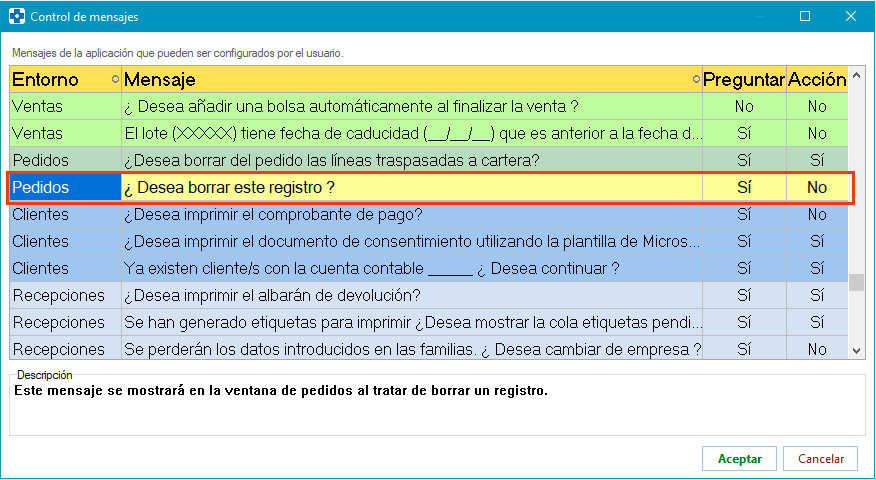 Control de mensajes
Mensajes de la aplicación que pueden ser configurados por el usuario.
Entorno Mensaje Preguntar Acción
Ventas ¿ Desea añadir una bolsa automáticamente al finalizar la venta ? No No
Ventas El lote (XXXXXX) tiene fecha de caducidad (__/__/__) que es anterior a la fecha d... Sí Sí
Pedidos ¿Desea borrar del pedido las líneas traspasadas a cartera? Sí Sí
Pedidos ¿ Desea borrar este registro ? Sí No
Clientes ¿Desea imprimir el comprobante de pago? Sí No
Clientes ¿Desea imprimir el documento de consentimiento utilizando la plantilla de Micros... Sí Sí
Clientes Ya existen cliente/s con la cuenta contable ______ ¿ Desea continuar ? Sí Sí
Recepciones ¿Desea imprimir el albarán de devolución? Sí Sí
Recepciones Se han generado etiquetas para imprimir ¿Desea mostrar la cola etiquetas pendi... Sí Sí
Recepciones Se perderán los datos introducidos en las familias. ¿ Desea cambiar de empresa ? Sí No
Descripción
Este mensaje se mostrará en la ventana de pedidos al tratar de borrar un registro.
Aceptar Cancelar